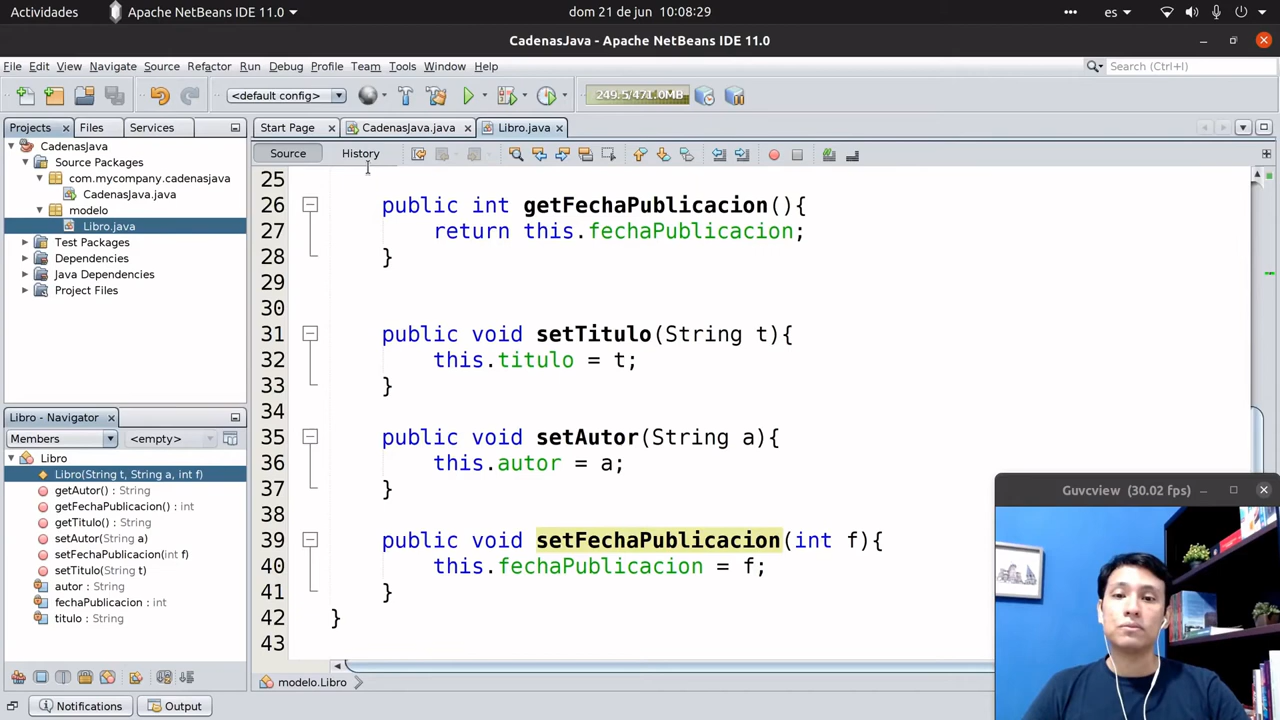 Actividades Apache NetBeans IDE 11.0 dom 21 de jun 10:08:29 es
CadenasJava - Apache NetBeans IDE 11.0
File Edit View Navigate Source Refactor Run Debug Profile Team Tools Window Help Search (Ctrl+I)
<default config> 249.5/471.0MB
Projects Files Services Start Page CadenasJava.java Libro.java
CadenasJava
Source Packages
com.mycompany.cadenasjava
CadenasJava.java
modelo
Libro.java
Test Packages
Dependencies
Java Dependencies
Project Files
Libro - Navigator
Members <empty>
Libro
Libro(String t, String a, int f)
getAutor() : String
getFechaPublicacion() : int
getTitulo() : String
setAutor(String a)
setFechaPublicacion(int f)
setTitulo(String t)
autor : String
fechaPublicacion : int
titulo : String
Source History
25
26 public int getFechaPublicacion(){
27 return this.fechaPublicacion;
28 }
29
30
31 public void setTitulo(String t){
32 this.titulo = t;
33 }
34
35 public void setAutor(String a){
36 this.autor = a;
37 }
38
39 public void setFechaPublicacion(int f){
40 this.fechaPublicacion = f;
41 }
42 }
43
modelo.Libro
Guvcview (30.02 fps)
Notifications Output